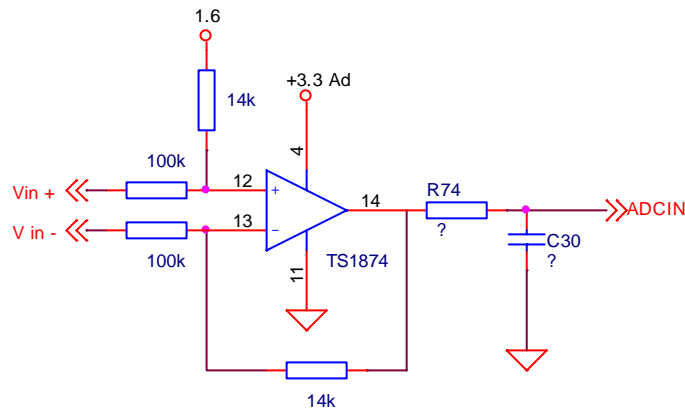 1.6
+3.3 Ad
14k
4
100k
Vin +
12
+
14
R74
ADCIN
V in -
13
-
?
C30
100k
11
TS1874
?
14k